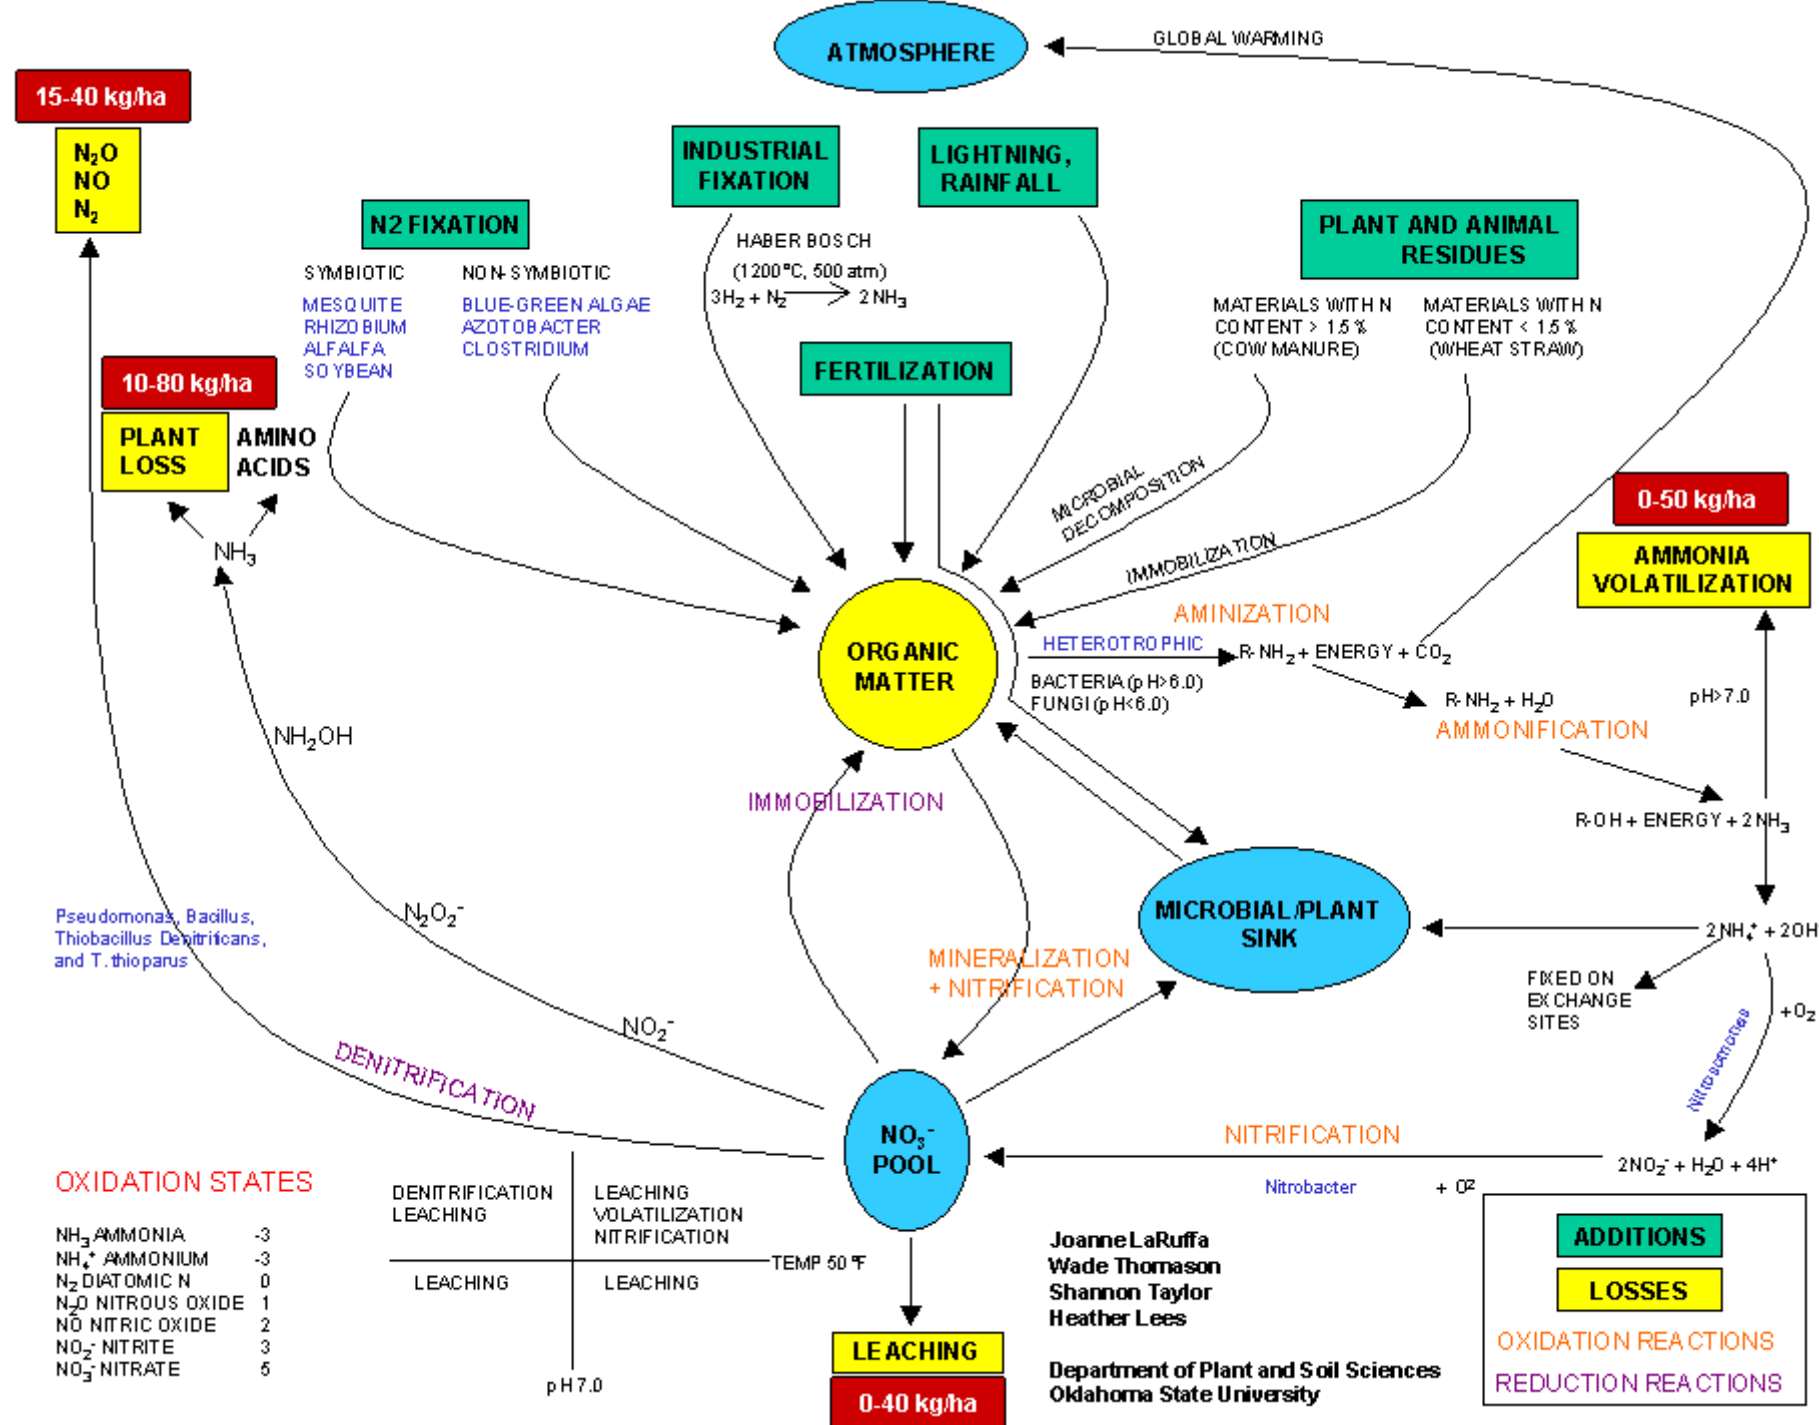 ATMOSPHERE
GLOBAL WARMING
15-40 kg/ha
N₂O
NO
N₂
N2 FIXATION
SYMBIOTIC
MESQUITE
RHIZOBIUM
ALFALFA
SOYBEAN
NON-SYMBIOTIC
BLUE-GREEN ALGAE
AZOTOBACTER
CLOSTRIDIUM
INDUSTRIAL
FIXATION
HABER BOSCH
(1200°C, 500 atm)
3H₂ + N₂ → 2 NH₃
LIGHTNING,
RAINFALL
PLANT AND ANIMAL
RESIDUES
MATERIALS WITH N
CONTENT > 1.5 %
(COW MANURE)
MATERIALS WITH N
CONTENT < 1.5 %
(WHEAT STRAW)
FERTILIZATION
10-80 kg/ha
PLANT
LOSS
AMINO
ACIDS
NH₃
MICROBIAL
DECOMPOSITION
IMMOBILIZATION
0-50 kg/ha
AMMONIA
VOLATILIZATION
ORGANIC
MATTER
AMINIZATION
HETEROTROPHIC
R-NH₂ + ENERGY + CO₂
BACTERIA (pH>6.0)
FUNGI (pH<6.0)
R-NH₂ + H₂O
AMMONIFICATION
pH>7.0
R-OH + ENERGY + 2NH₃
NH₂OH
IMMOBILIZATION
N₂O₂⁻
Pseudomonas, Bacillus,
Thiobacillus Denitrificans,
and T. thioparus
MICROBIAL/PLANT
SINK
2NH₄⁺ + 2OH
FIXED ON
EXCHANGE
SITES
+ O₂
Nitrosomonas
MINERALIZATION
+ NITRIFICATION
NO₂⁻
DENITRIFICATION
NO₃⁻
POOL
NITRIFICATION
Nitrobacter
+ O²
2NO₂⁻ + H₂O + 4H⁺
OXIDATION STATES
NH₃ AMMONIA -3
NH₄⁺ AMMONIUM -3
N₂ DIATOMIC N 0
N₂O NITROUS OXIDE 1
NO NITRIC OXIDE 2
NO₂⁻ NITRITE 3
NO₃⁻ NITRATE 5
DENITRIFICATION
LEACHING
LEACHING
VOLATILIZATION
NITRIFICATION
TEMP 50 °F
LEACHING
LEACHING
pH 7.0
LEACHING
0-40 kg/ha
Joanne LaRuffa
Wade Thomason
Shannon Taylor
Heather Lees
Department of Plant and Soil Sciences
Oklahoma State University
ADDITIONS
LOSSES
OXIDATION REACTIONS
REDUCTION REACTIONS